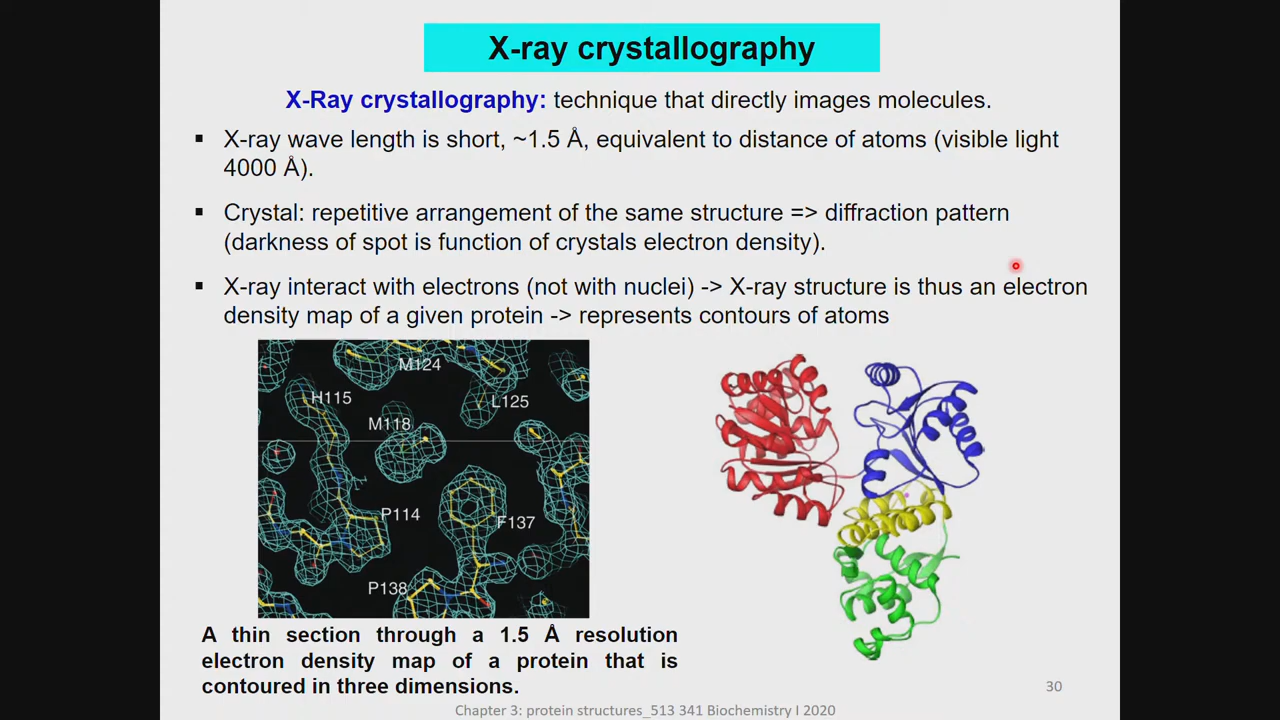 X-ray crystallography
X-Ray crystallography: technique that directly images molecules.
▪ X-ray wave length is short, ~1.5 Å, equivalent to distance of atoms (visible light
4000 Å).
▪ Crystal: repetitive arrangement of the same structure => diffraction pattern
(darkness of spot is function of crystals electron density).
▪ X-ray interact with electrons (not with nuclei) -> X-ray structure is thus an electron
density map of a given protein -> represents contours of atoms
M124
H115
L125
M118
P114
F137
P138
A thin section through a 1.5 Å resolution
electron density map of a protein that is
contoured in three dimensions.
30
Chapter 3: protein structures_513 341 Biochemistry I 2020